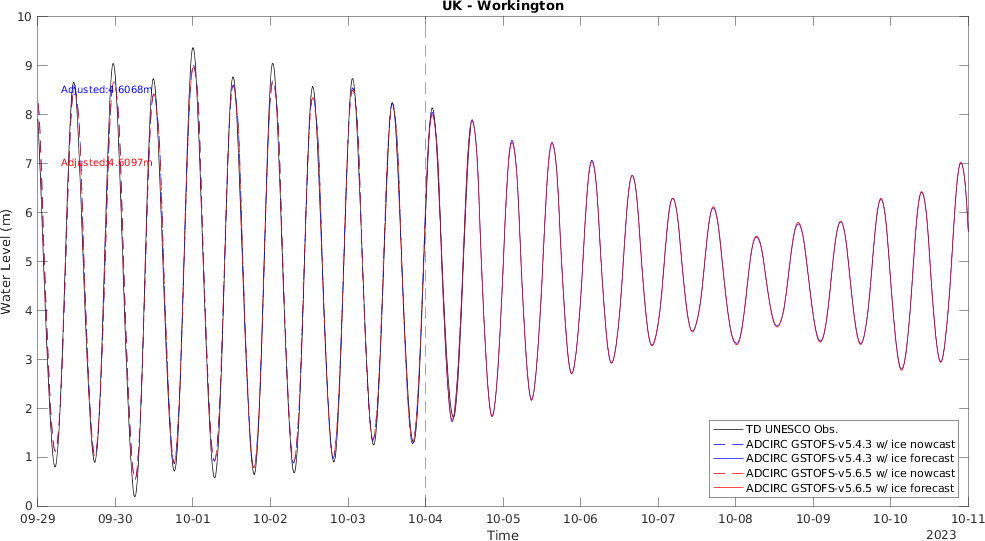 UK - Workington
10
9
8
7
6
5
4
3
2
1
0
Water Level (m)
Adjusted:4.6068m
Adjusted:4.6097m
TD UNESCO Obs.
ADCIRC GSTOFS-v5.4.3 w/ ice nowcast
ADCIRC GSTOFS-v5.4.3 w/ ice forecast
ADCIRC GSTOFS-v5.6.5 w/ ice nowcast
ADCIRC GSTOFS-v5.6.5 w/ ice forecast
09-29 09-30 10-01 10-02 10-03 10-04 10-05 10-06 10-07 10-08 10-09 10-10 10-11
Time
2023